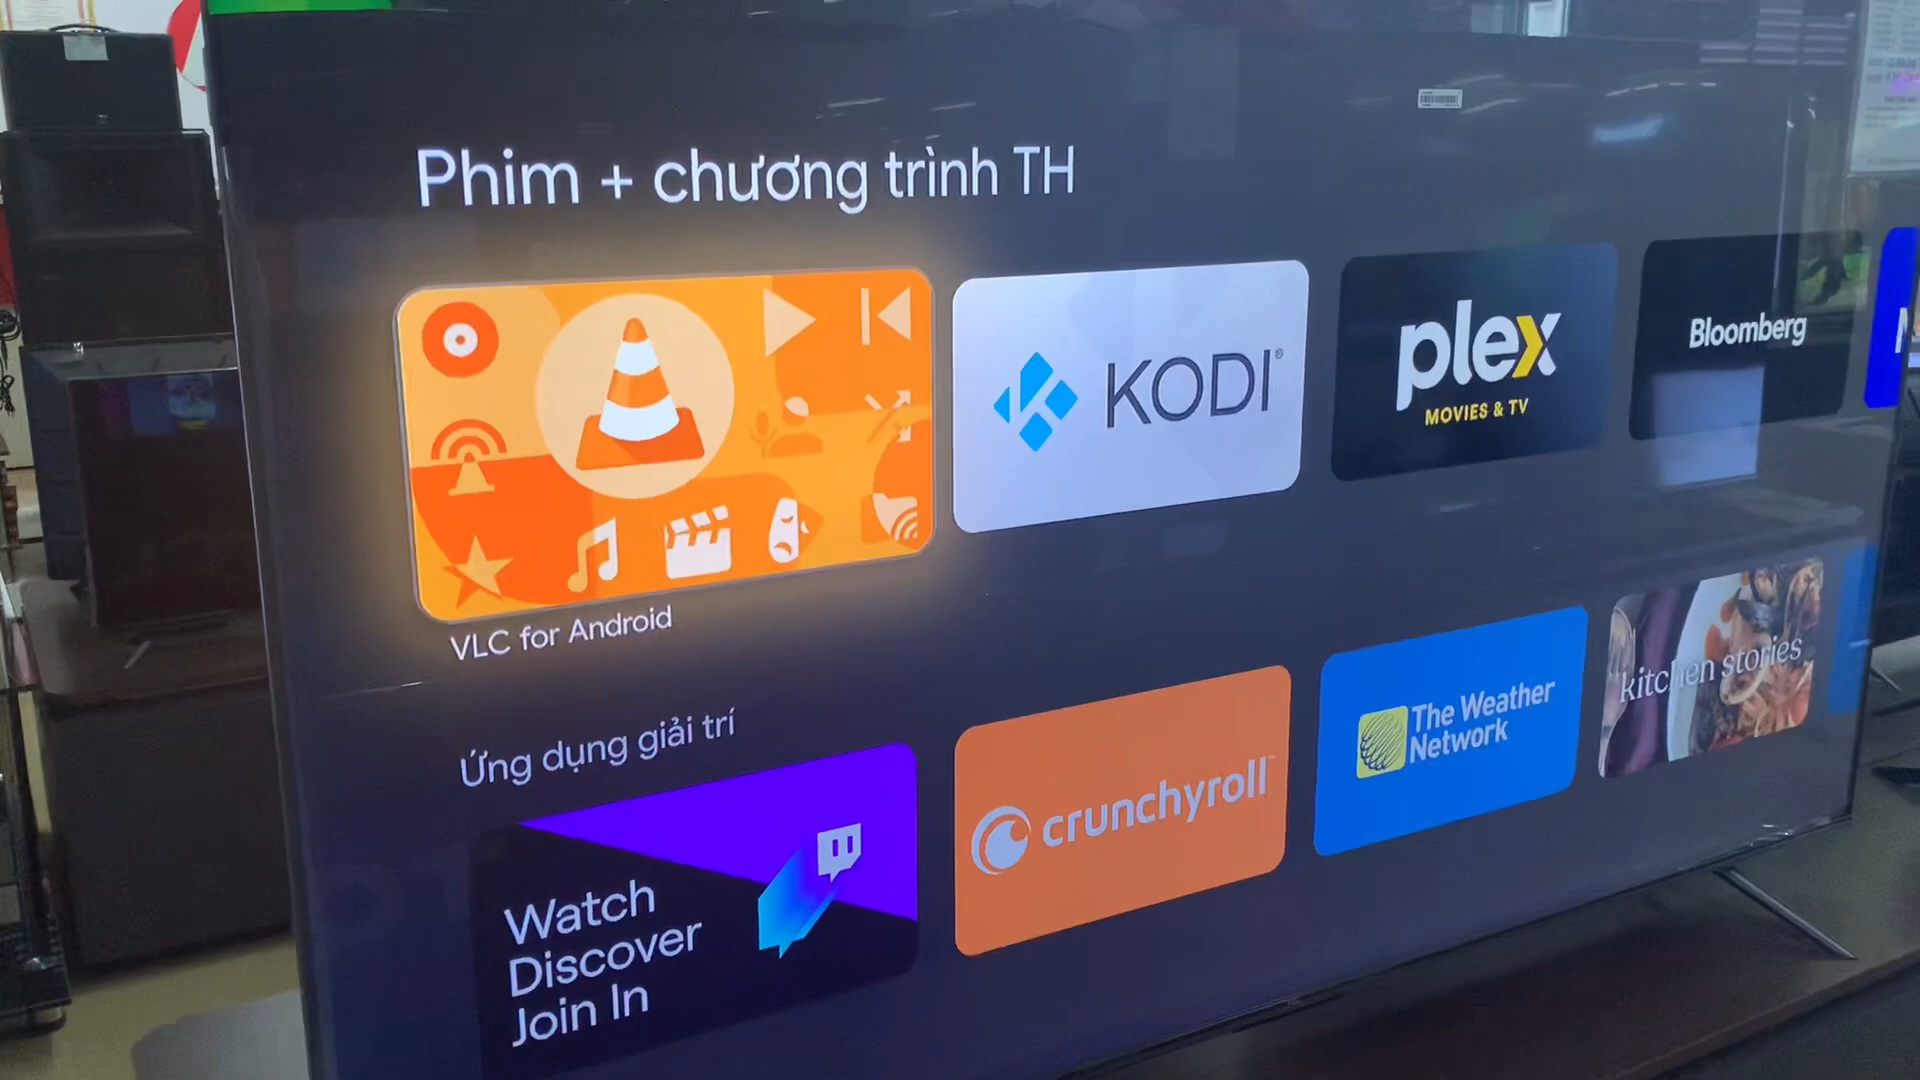 Phim + chương trình TH
KODI®
plex
MOVIES & TV
Bloomberg
VLC for Android
Ứng dụng giải trí
Watch
Discover
Join In
crunchyroll™
The Weather
Network
kitchen stories